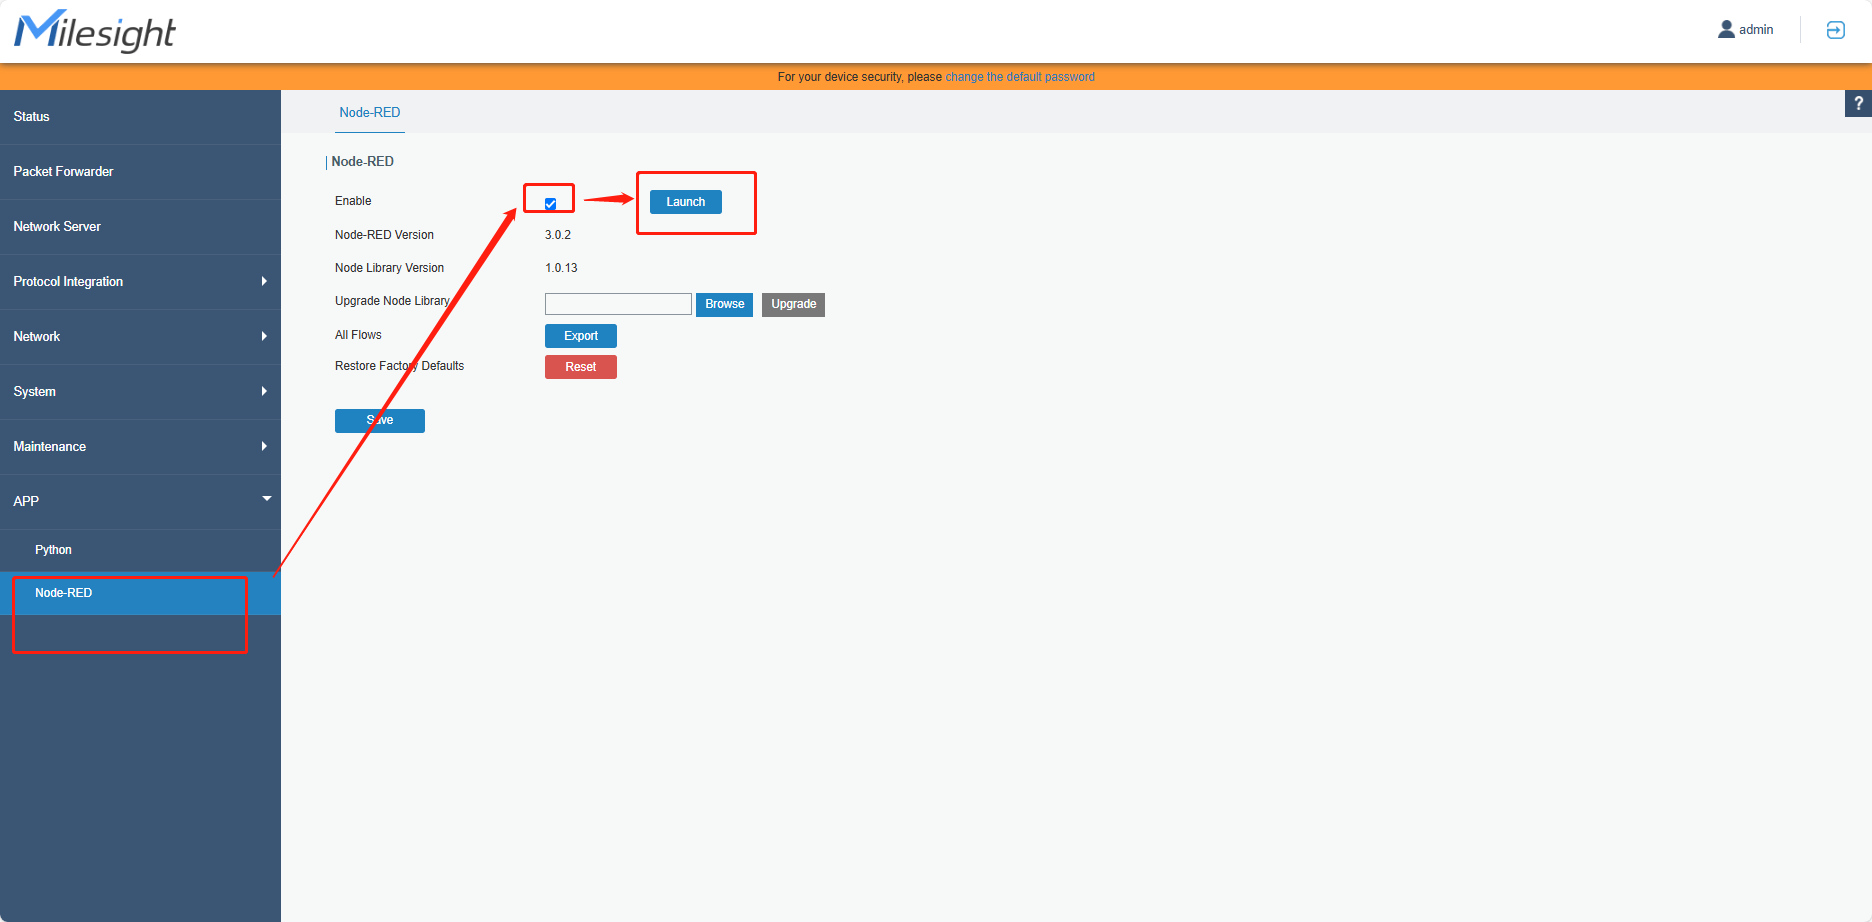 Milesight
admin
For your device security, please change the default password
Status
Packet Forwarder
Network Server
Protocol Integration
Network
System
Maintenance
APP
Python
Node-RED
Node-RED
?
Node-RED
Enable
Launch
Node-RED Version 3.0.2
Node Library Version 1.0.13
Upgrade Node Library Browse Upgrade
All Flows Export
Restore Factory Defaults Reset
Save